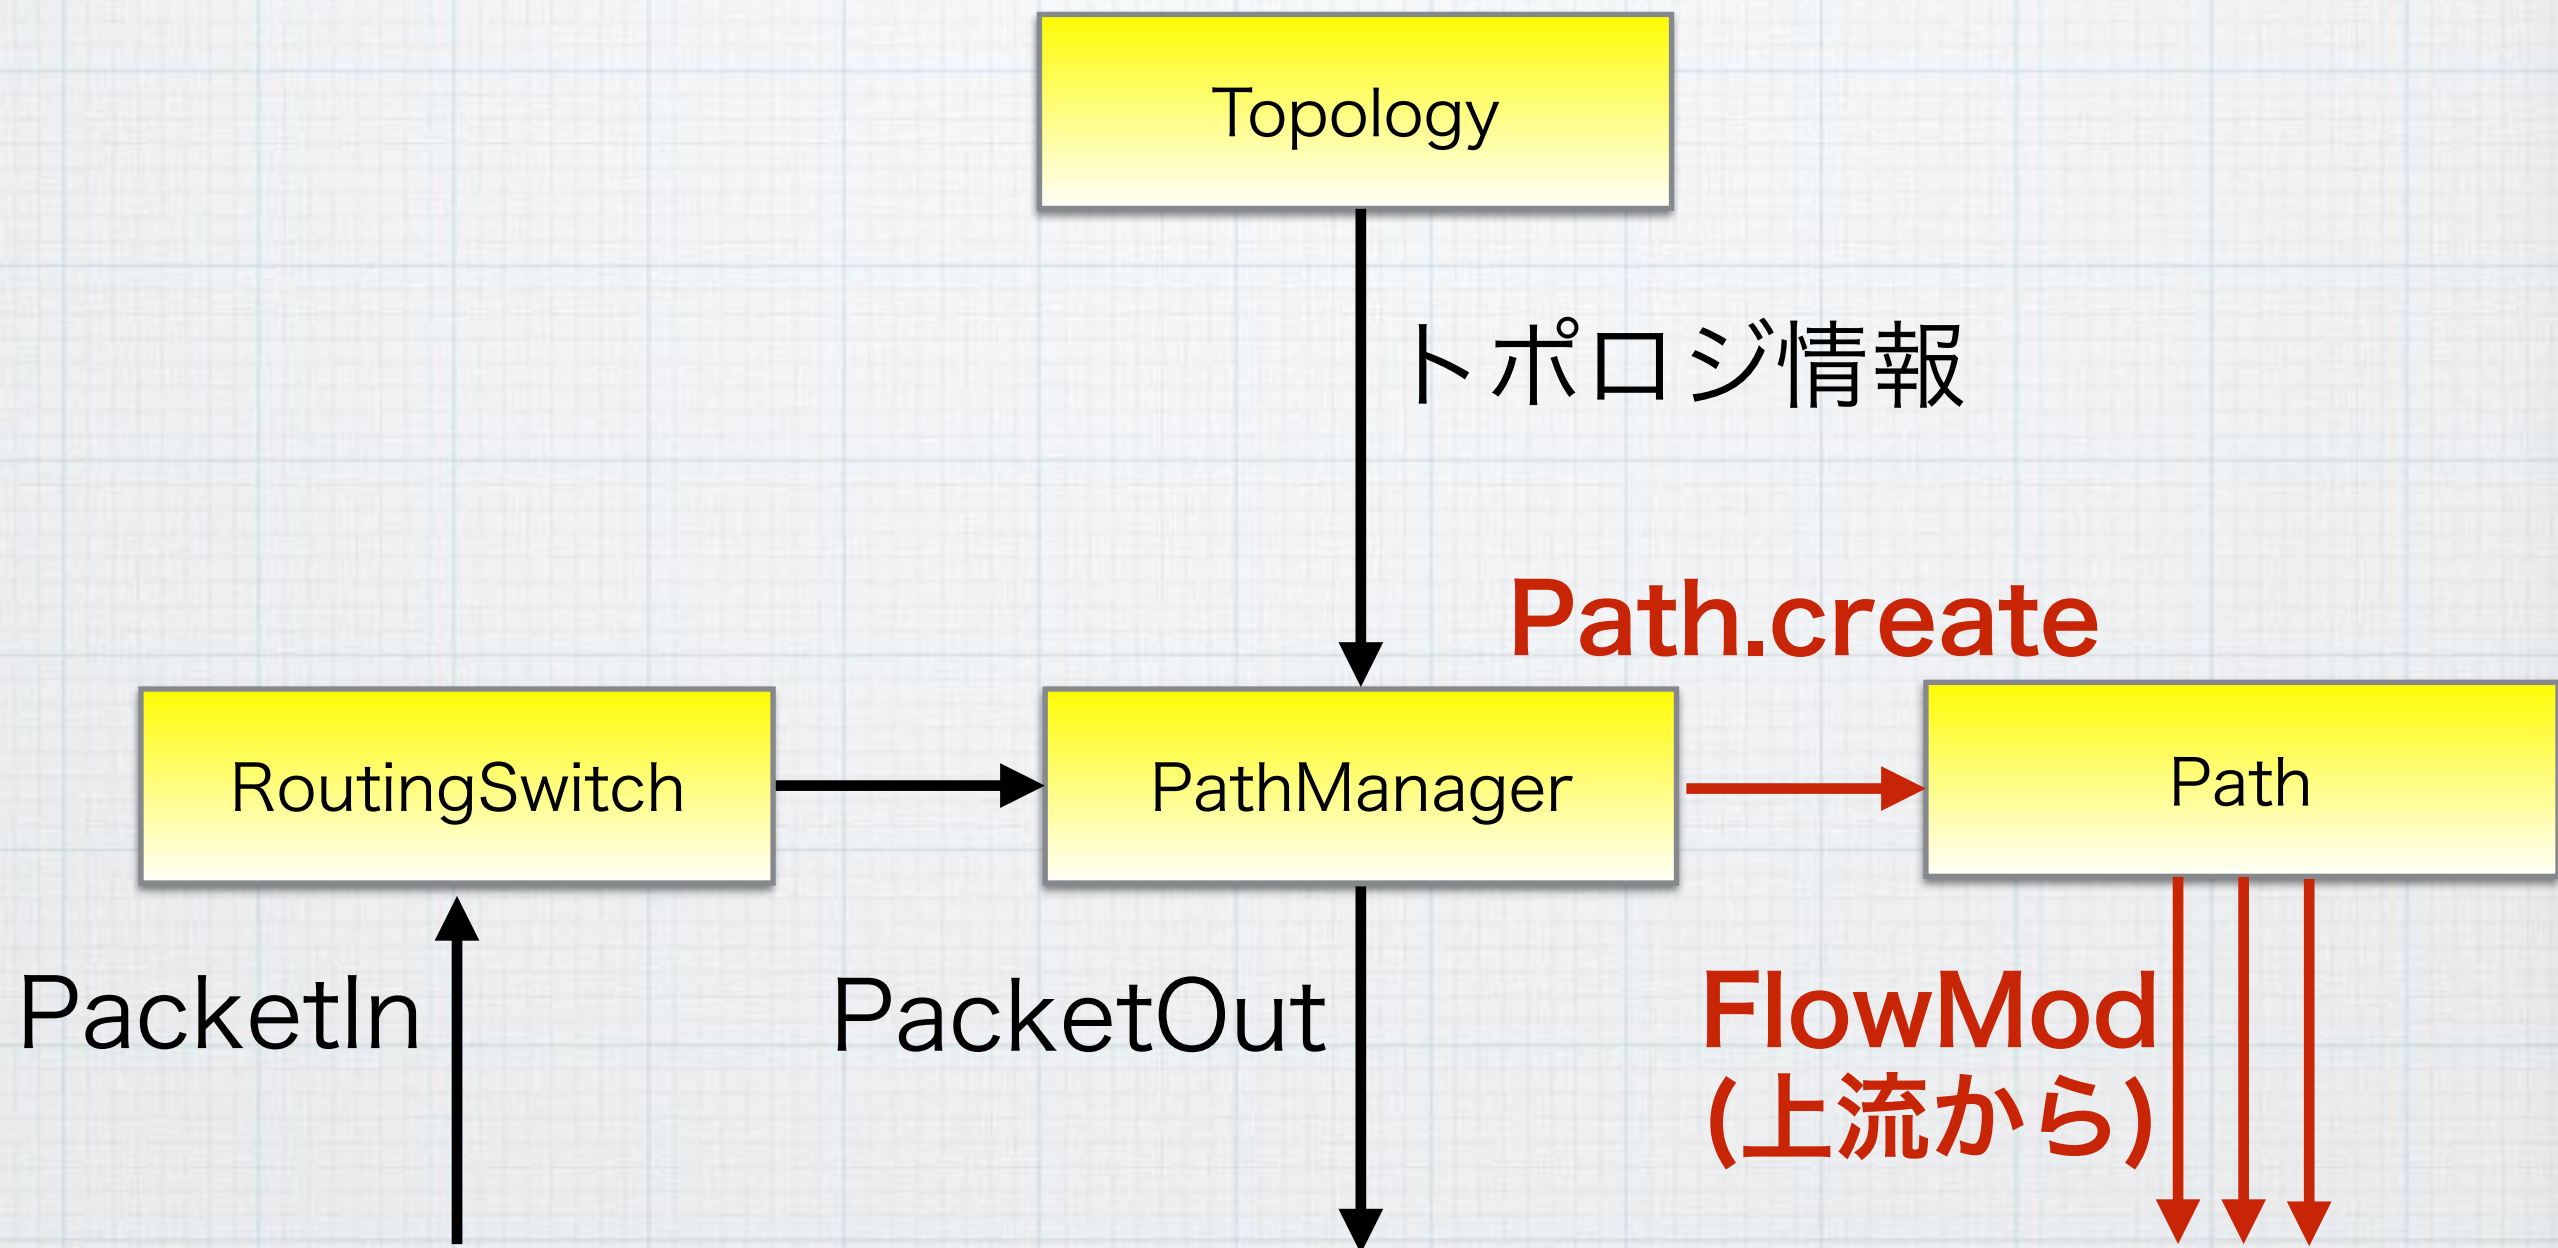 Topology
トポロジ情報
Path.create
RoutingSwitch
PathManager
Path
PacketIn
PacketOut
FlowMod
(上流から)